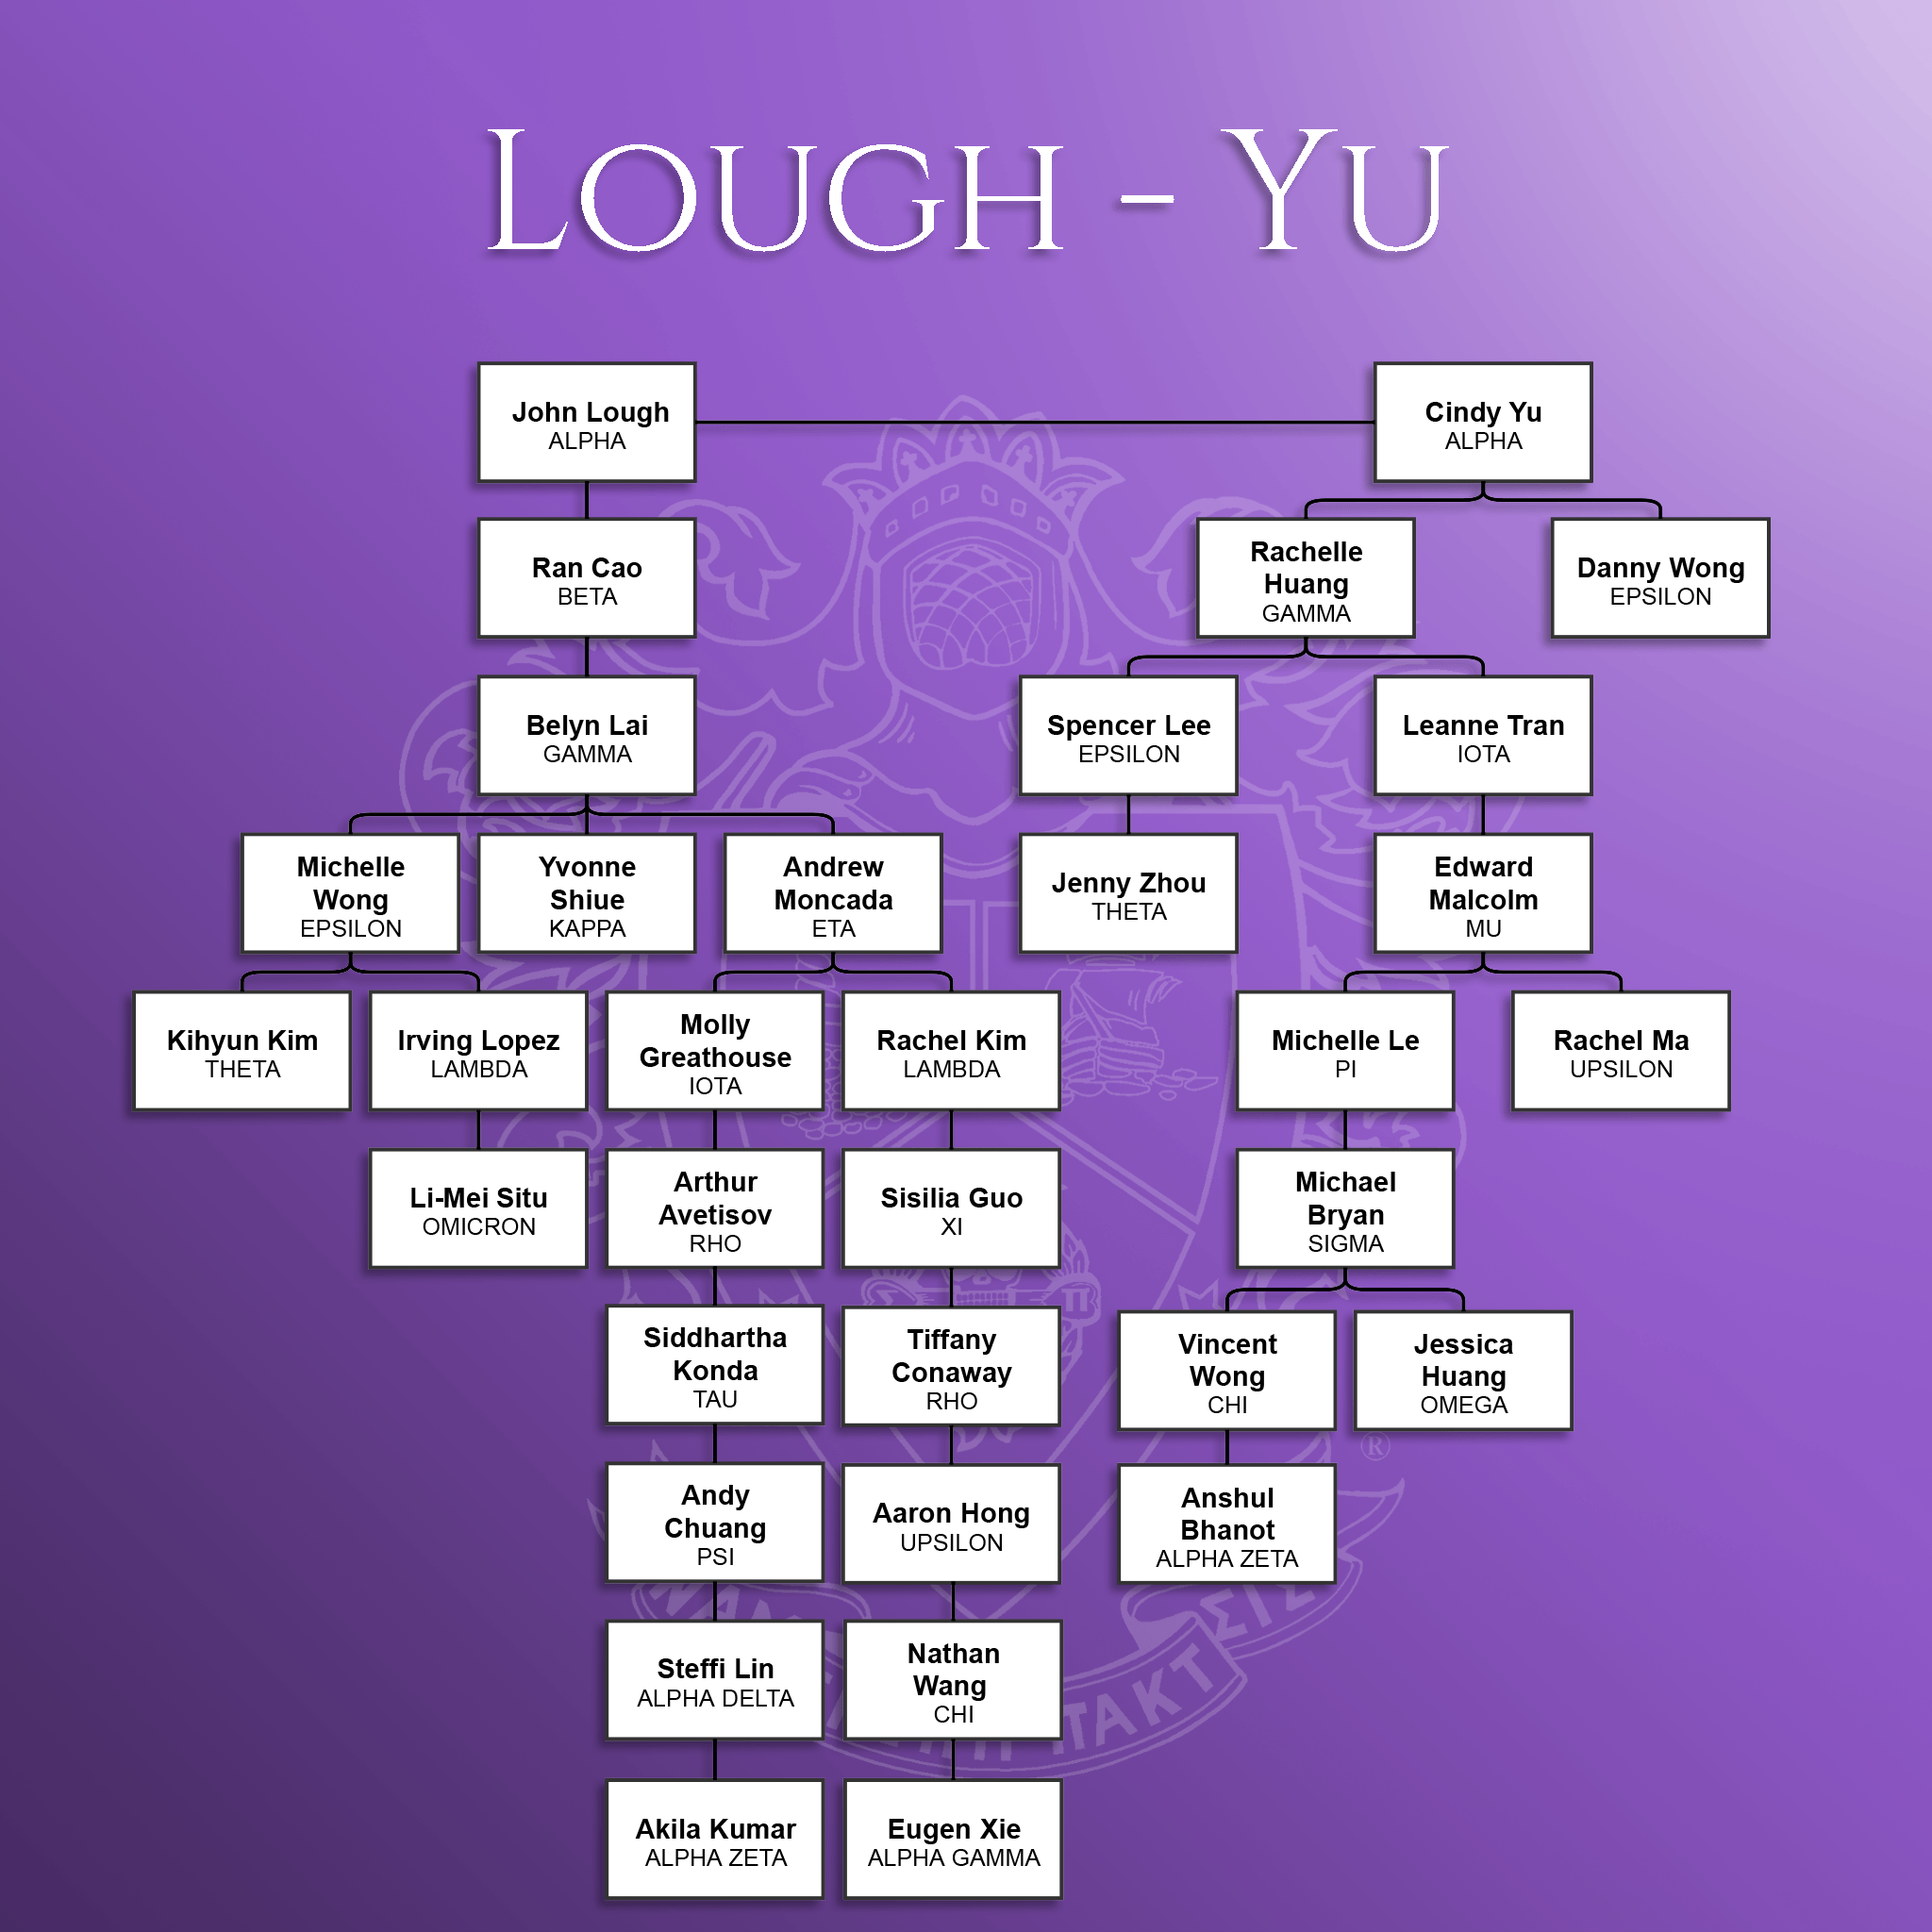 LOUGH - YU
John Lough
ALPHA
Cindy Yu
ALPHA
Ran Cao
BETA
Rachelle
Huang
GAMMA
Danny Wong
EPSILON
Belyn Lai
GAMMA
Spencer Lee
EPSILON
Leanne Tran
IOTA
Michelle
Wong
EPSILON
Yvonne
Shiue
KAPPA
Andrew
Moncada
ETA
Jenny Zhou
THETA
Edward
Malcolm
MU
Kihyun Kim
THETA
Irving Lopez
LAMBDA
Molly
Greathouse
IOTA
Rachel Kim
LAMBDA
Michelle Le
PI
Rachel Ma
UPSILON
Li-Mei Situ
OMICRON
Arthur
Avetisov
RHO
Sisilia Guo
XI
Michael
Bryan
SIGMA
Siddhartha
Konda
TAU
Tiffany
Conaway
RHO
Vincent
Wong
CHI
Jessica
Huang
OMEGA
Andy
Chuang
PSI
Aaron Hong
UPSILON
Anshul
Bhanot
ALPHA ZETA
®
Steffi Lin
ALPHA DELTA
Nathan
Wang
CHI
Akila Kumar
ALPHA ZETA
Eugen Xie
ALPHA GAMMA